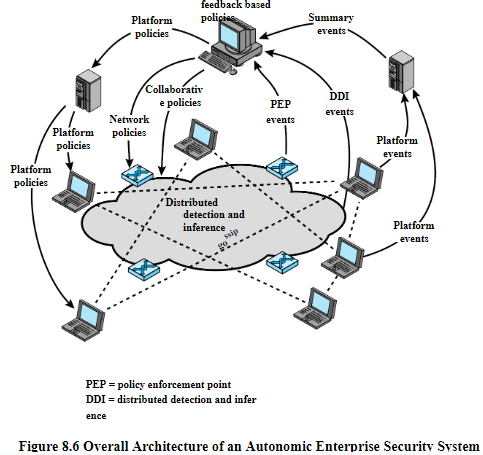 feedback based
policies
Platform
policies
Summary
events
Collaborativ
e policies
Network
policies
PEP
events
DDI
events
Platform
policies
Platform
events
Platform
policies
Distributed
detection and
inference
gossip
Platform
events
PEP = policy enforcement point
DDI = distributed detection and infer
ence
Figure 8.6 Overall Architecture of an Autonomic Enterprise Security System